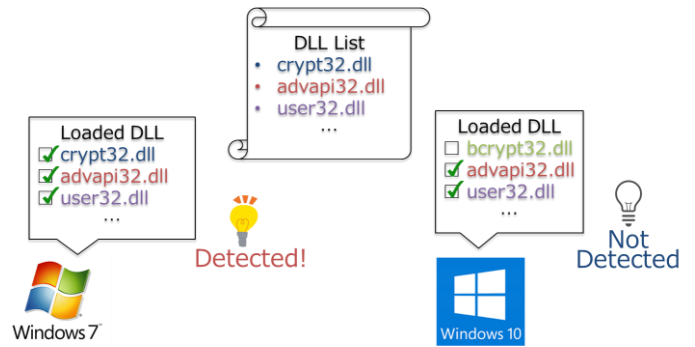 DLL List
• crypt32.dll
• advapi32.dll
• user32.dll
...
Loaded DLL
crypt32.dll
advapi32.dll
user32.dll
...
Detected!
Windows 7
Loaded DLL
bcrypt32.dll
advapi32.dll
user32.dll
...
Not
Detected
Windows 10